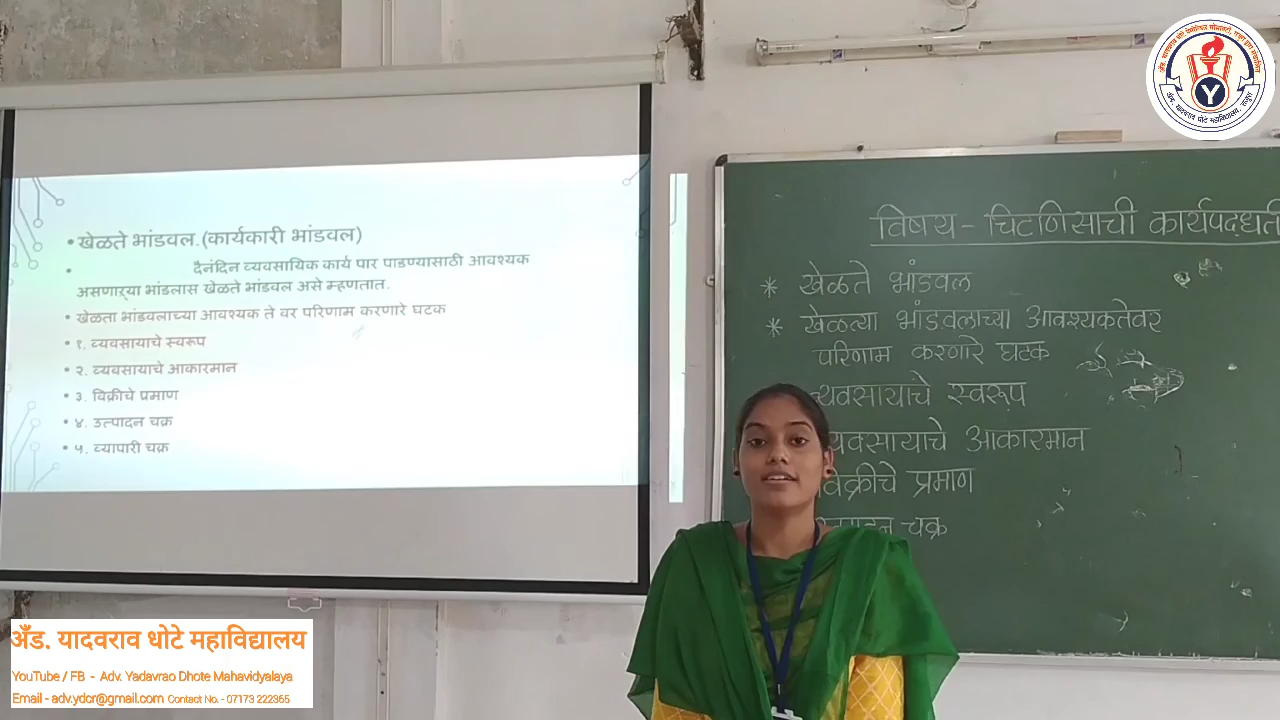 • खेळते भांडवल.(कार्यकारी भांडवल)
• दैनंदिन व्यवसायिक कार्य पार पाडण्यासाठी आवश्यक
असणाऱ्या भांडलास खेळते भांडवल असे म्हणतात.
• खेळता भांडवलाच्या आवश्यक ते वर परिणाम करणारे घटक
• १. व्यवसायाचे स्वरूप
• २. व्यवसायाचे आकारमान
• ३. विक्रीचे प्रमाण
• ४. उत्पादन चक्र
• ५. व्यापारी चक्र
विषय - चिटणिसाची कार्यपद्धती
* खेळते भांडवल
* खेळत्या भांडवलाच्या आवश्यकतेवर
परिणाम करणारे घटक
व्यवसायाचे स्वरूप
व्यवसायाचे आकारमान
विक्रीचे प्रमाण
चक्र
Y
अँड. यादवराव धोटे महाविद्यालय
YouTube / FB - Adv. Yadavrao Dhote Mahavidyalaya
Email - adv.ydcr@gmail.com Contact No. - 07173 222365